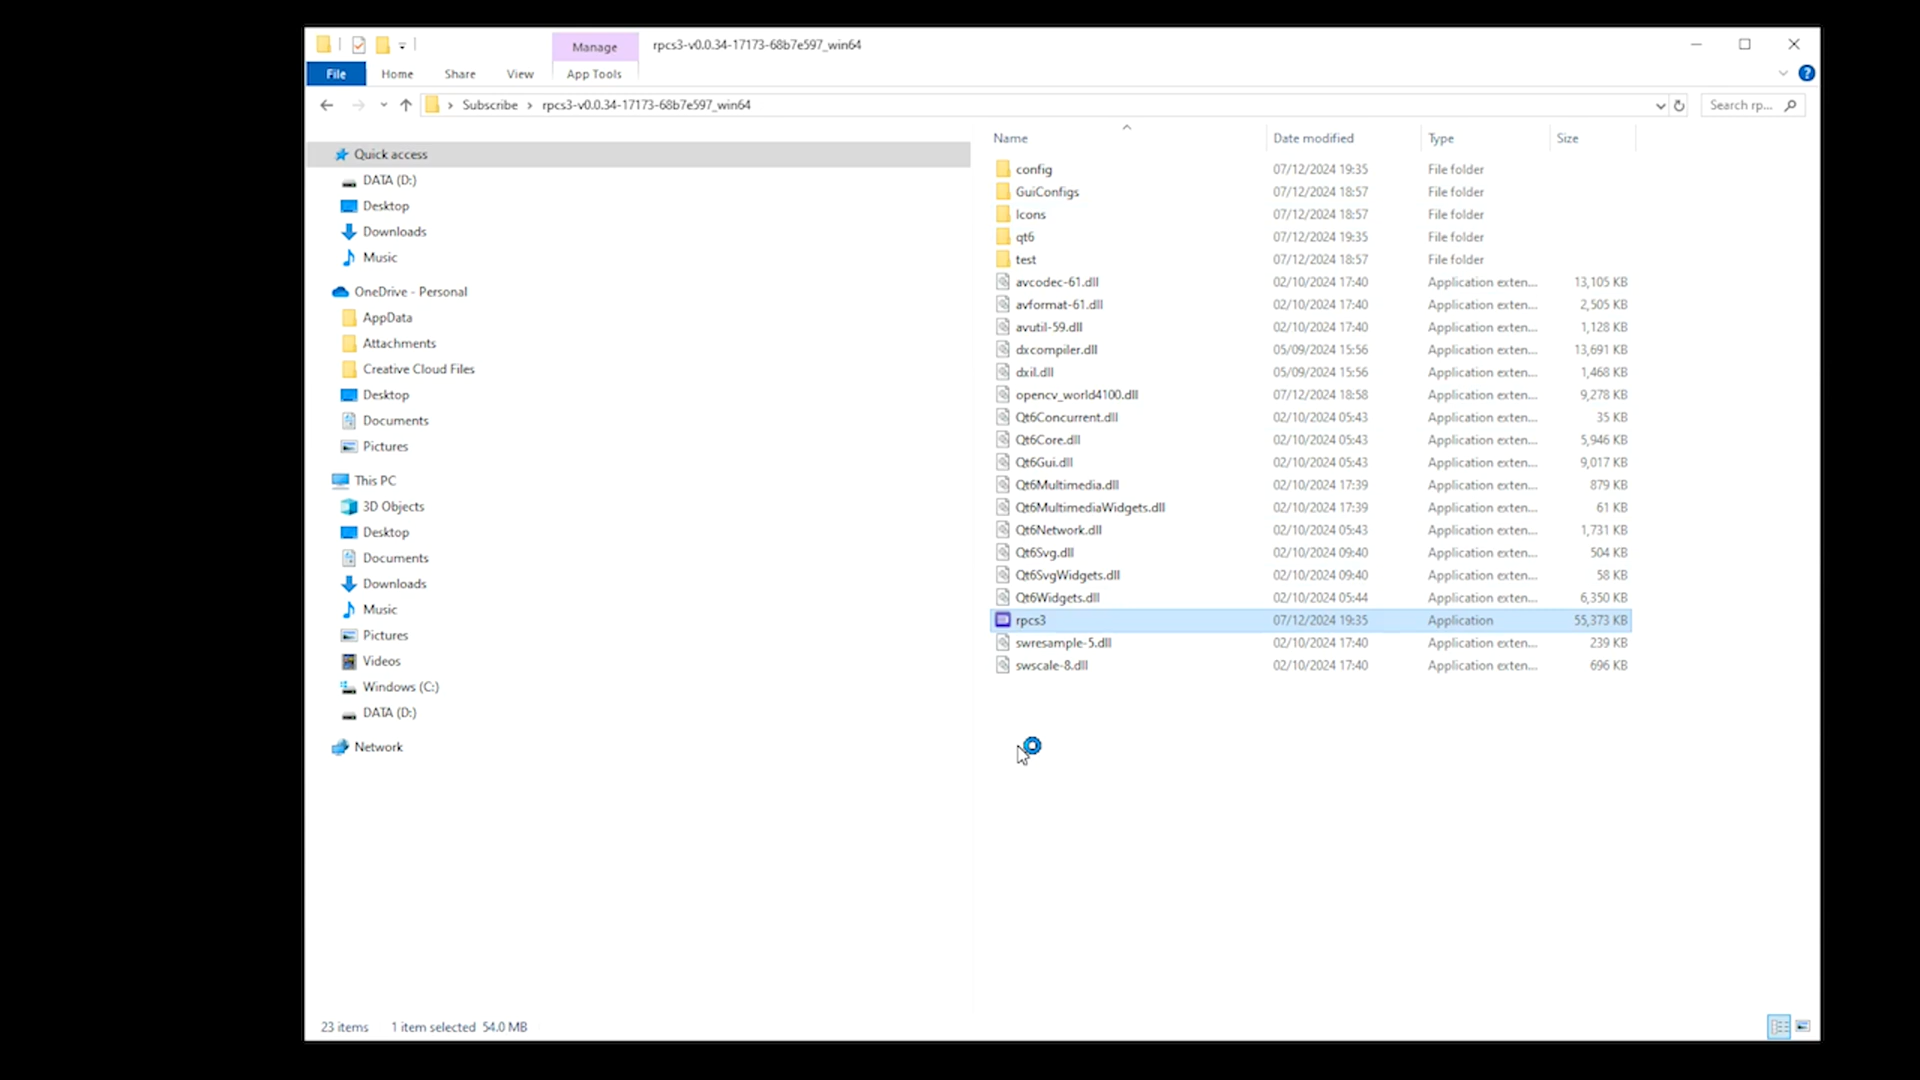 Manage
rpcs3-v0.0.34-17173-68b7e597_win64
File
Home
Share
View
App Tools
?
Subscribe
rpcs3-v0.0.34-17173-68b7e597_win64
Search rp...
Quick access
DATA (D:)
Desktop
Downloads
Music
OneDrive - Personal
AppData
Attachments
Creative Cloud Files
Desktop
Documents
Pictures
This PC
3D Objects
Desktop
Documents
Downloads
Music
Pictures
Videos
Windows (C:)
DATA (D:)
Network
Name Date modified Type Size
config 07/12/2024 19:35 File folder
GuiConfigs 07/12/2024 18:57 File folder
Icons 07/12/2024 18:57 File folder
qt6 07/12/2024 19:35 File folder
test 07/12/2024 18:57 File folder
avcodec-61.dll 02/10/2024 17:40 Application exten... 13,105 KB
avformat-61.dll 02/10/2024 17:40 Application exten... 2,505 KB
avutil-59.dll 02/10/2024 17:40 Application exten... 1,128 KB
dxcompiler.dll 05/09/2024 15:56 Application exten... 13,691 KB
dxil.dll 05/09/2024 15:56 Application exten... 1,468 KB
opencv_world4100.dll 07/12/2024 18:58 Application exten... 9,278 KB
Qt6Concurrent.dll 02/10/2024 05:43 Application exten... 35 KB
Qt6Core.dll 02/10/2024 05:43 Application exten... 5,946 KB
Qt6Gui.dll 02/10/2024 05:43 Application exten... 9,017 KB
Qt6Multimedia.dll 02/10/2024 17:39 Application exten... 879 KB
Qt6MultimediaWidgets.dll 02/10/2024 17:39 Application exten... 61 KB
Qt6Network.dll 02/10/2024 05:43 Application exten... 1,731 KB
Qt6Svg.dll 02/10/2024 09:40 Application exten... 504 KB
Qt6SvgWidgets.dll 02/10/2024 09:40 Application exten... 58 KB
Qt6Widgets.dll 02/10/2024 05:44 Application exten... 6,350 KB
rpcs3 07/12/2024 19:35 Application 55,373 KB
swresample-5.dll 02/10/2024 17:40 Application exten... 239 KB
swscale-8.dll 02/10/2024 17:40 Application exten... 696 KB
23 items 1 item selected 54.0 MB